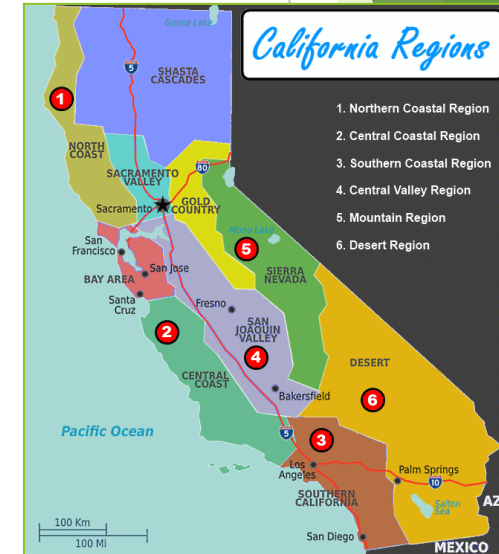 California Regions
1. Northern Coastal Region
2. Central Coastal Region
3. Southern Coastal Region
4. Central Valley Region
5. Mountain Region
6. Desert Region
Goose Lake
5
SHASTA
CASCADES
1
NORTH
COAST
SACRAMENTO
VALLEY
80
Sacramento
GOLD
COUNTRY
Mono Lake
5
San
Francisco
San Jose
BAY AREA
SIERRA
NEVADA
Santa
Cruz
Fresno
2
SAN
JOAQUIN
VALLEY
4
DESERT
CENTRAL
COAST
Bakersfield
6
Pacific Ocean
5
3
Los
Angeles
Palm Springs
10
SOUTHERN
CALIFORNIA
Salton
Sea
AZ
100 Km
100 Mi
San Diego
MEXICO